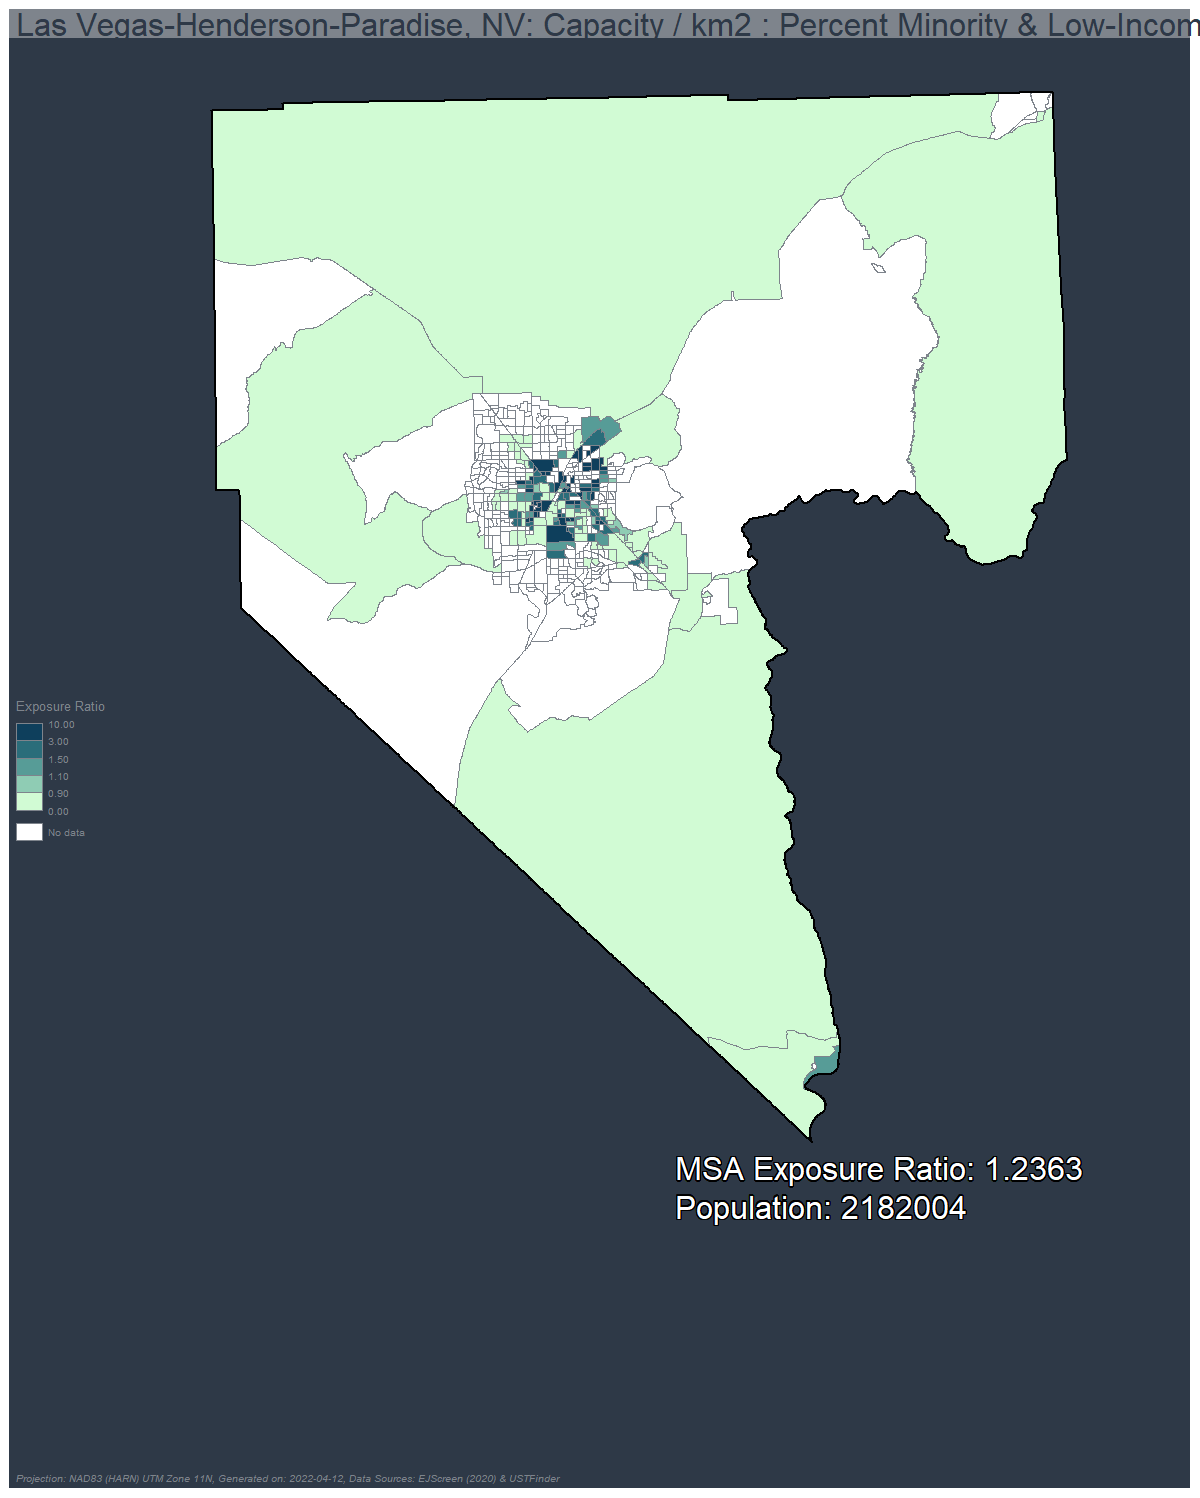 Las Vegas-Henderson-Paradise, NV: Capacity / km2 : Percent Minority & Low-Incom
Exposure Ratio
10.00
3.00
1.50
1.10
0.90
0.00
No data
MSA Exposure Ratio: 1.2363
Population: 2182004
Projection: NAD83 (HARN) UTM Zone 11N, Generated on: 2022-04-12, Data Sources: EJScreen (2020) & USTFinder